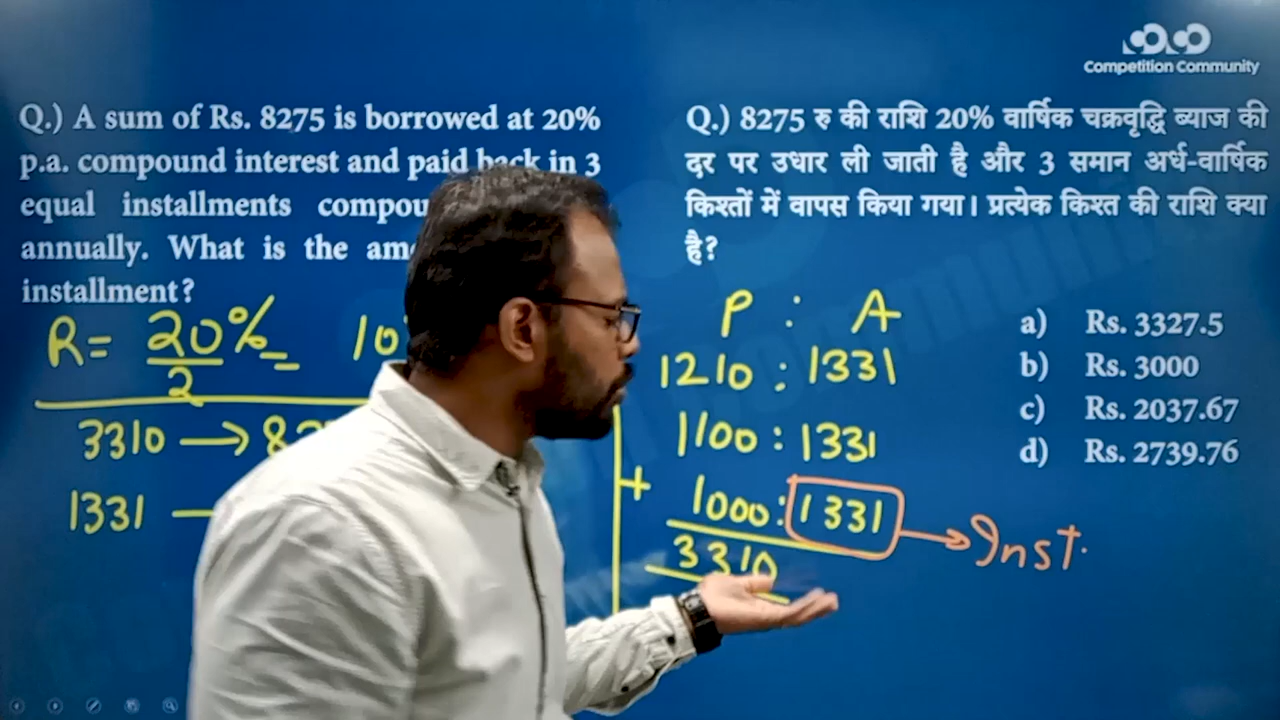 Competition Community
Q.) A sum of Rs. 8275 is borrowed at 20%
p.a. compound interest and paid back in 3
equal installments
annually. What is the
installment?
Q.) 8275 रु की राशि 20% वार्षिक चक्रवृद्धि ब्याज की
दर पर उधार ली जाती है और 3 समान अर्ध-वार्षिक
किश्तों में वापस किया गया। प्रत्येक किश्त की राशि क्या
है?
R= 20%
2
10
3310 → 82
1331 —
P : A
1210 : 1331
1100 : 1331
+ 1000 : 1331 → Inst.
3310
a) Rs. 3327.5
b) Rs. 3000
c) Rs. 2037.67
d) Rs. 2739.76